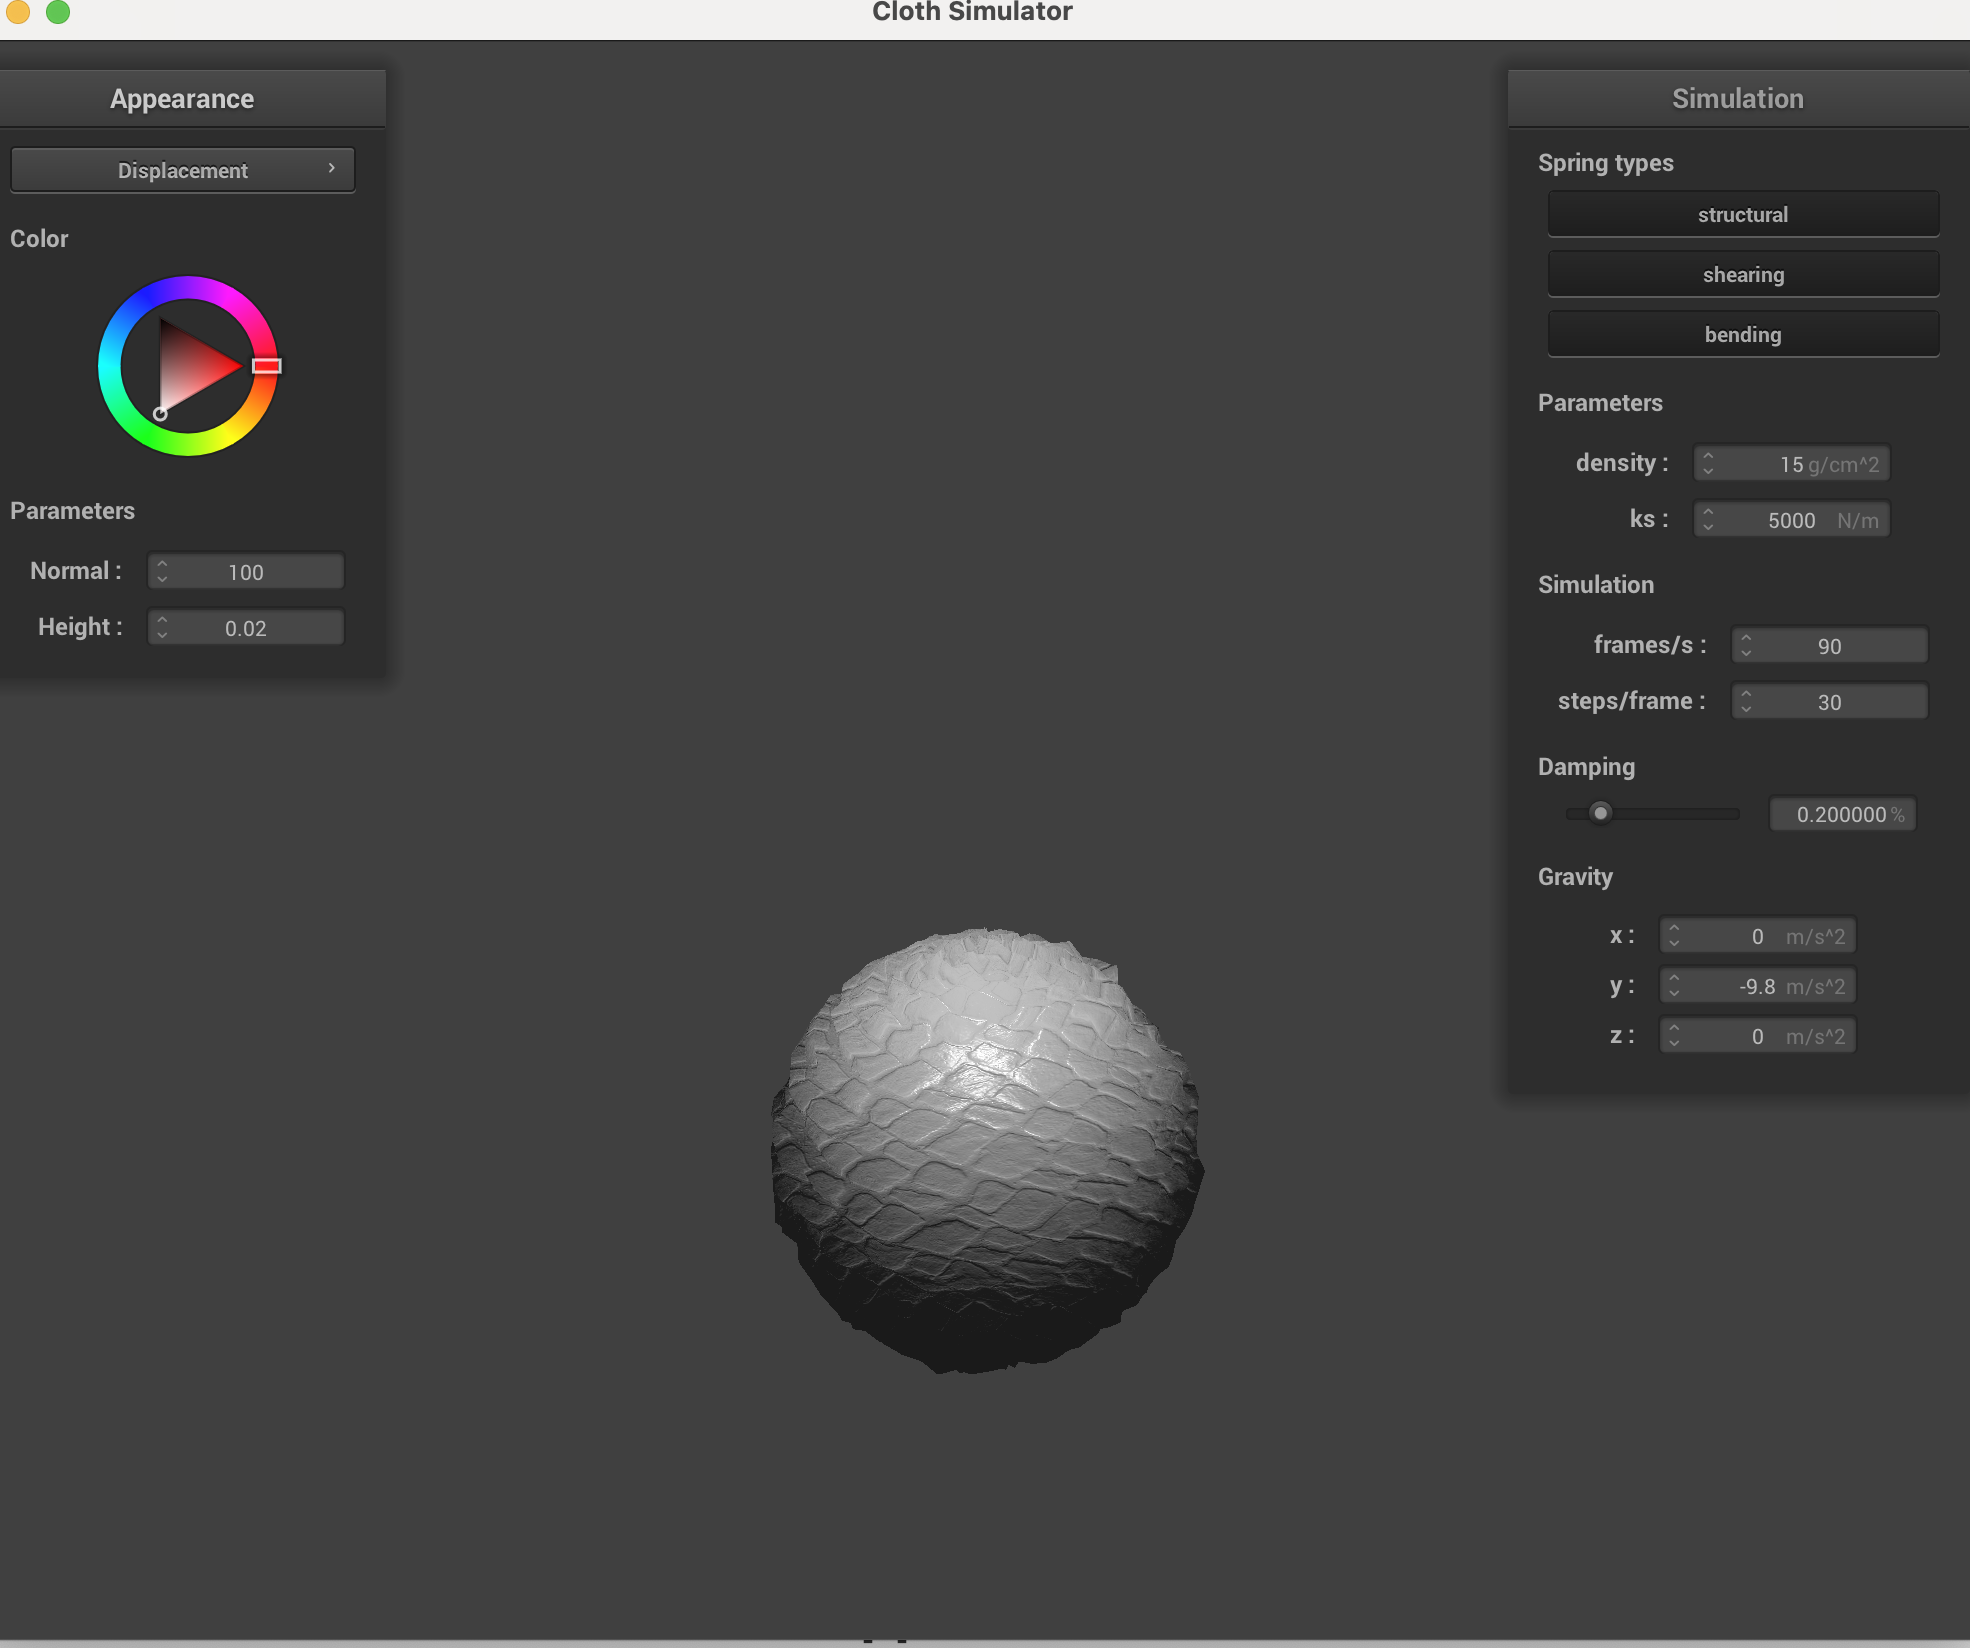 Cloth Simulator
Appearance
Displacement
Color
Parameters
Normal : 100
Height : 0.02
Simulation
Spring types
structural
shearing
bending
Parameters
density : 15 g/cm^2
ks : 5000 N/m
Simulation
frames/s : 90
steps/frame : 30
Damping
0.200000 %
Gravity
x : 0 m/s^2
y : -9.8 m/s^2
z : 0 m/s^2